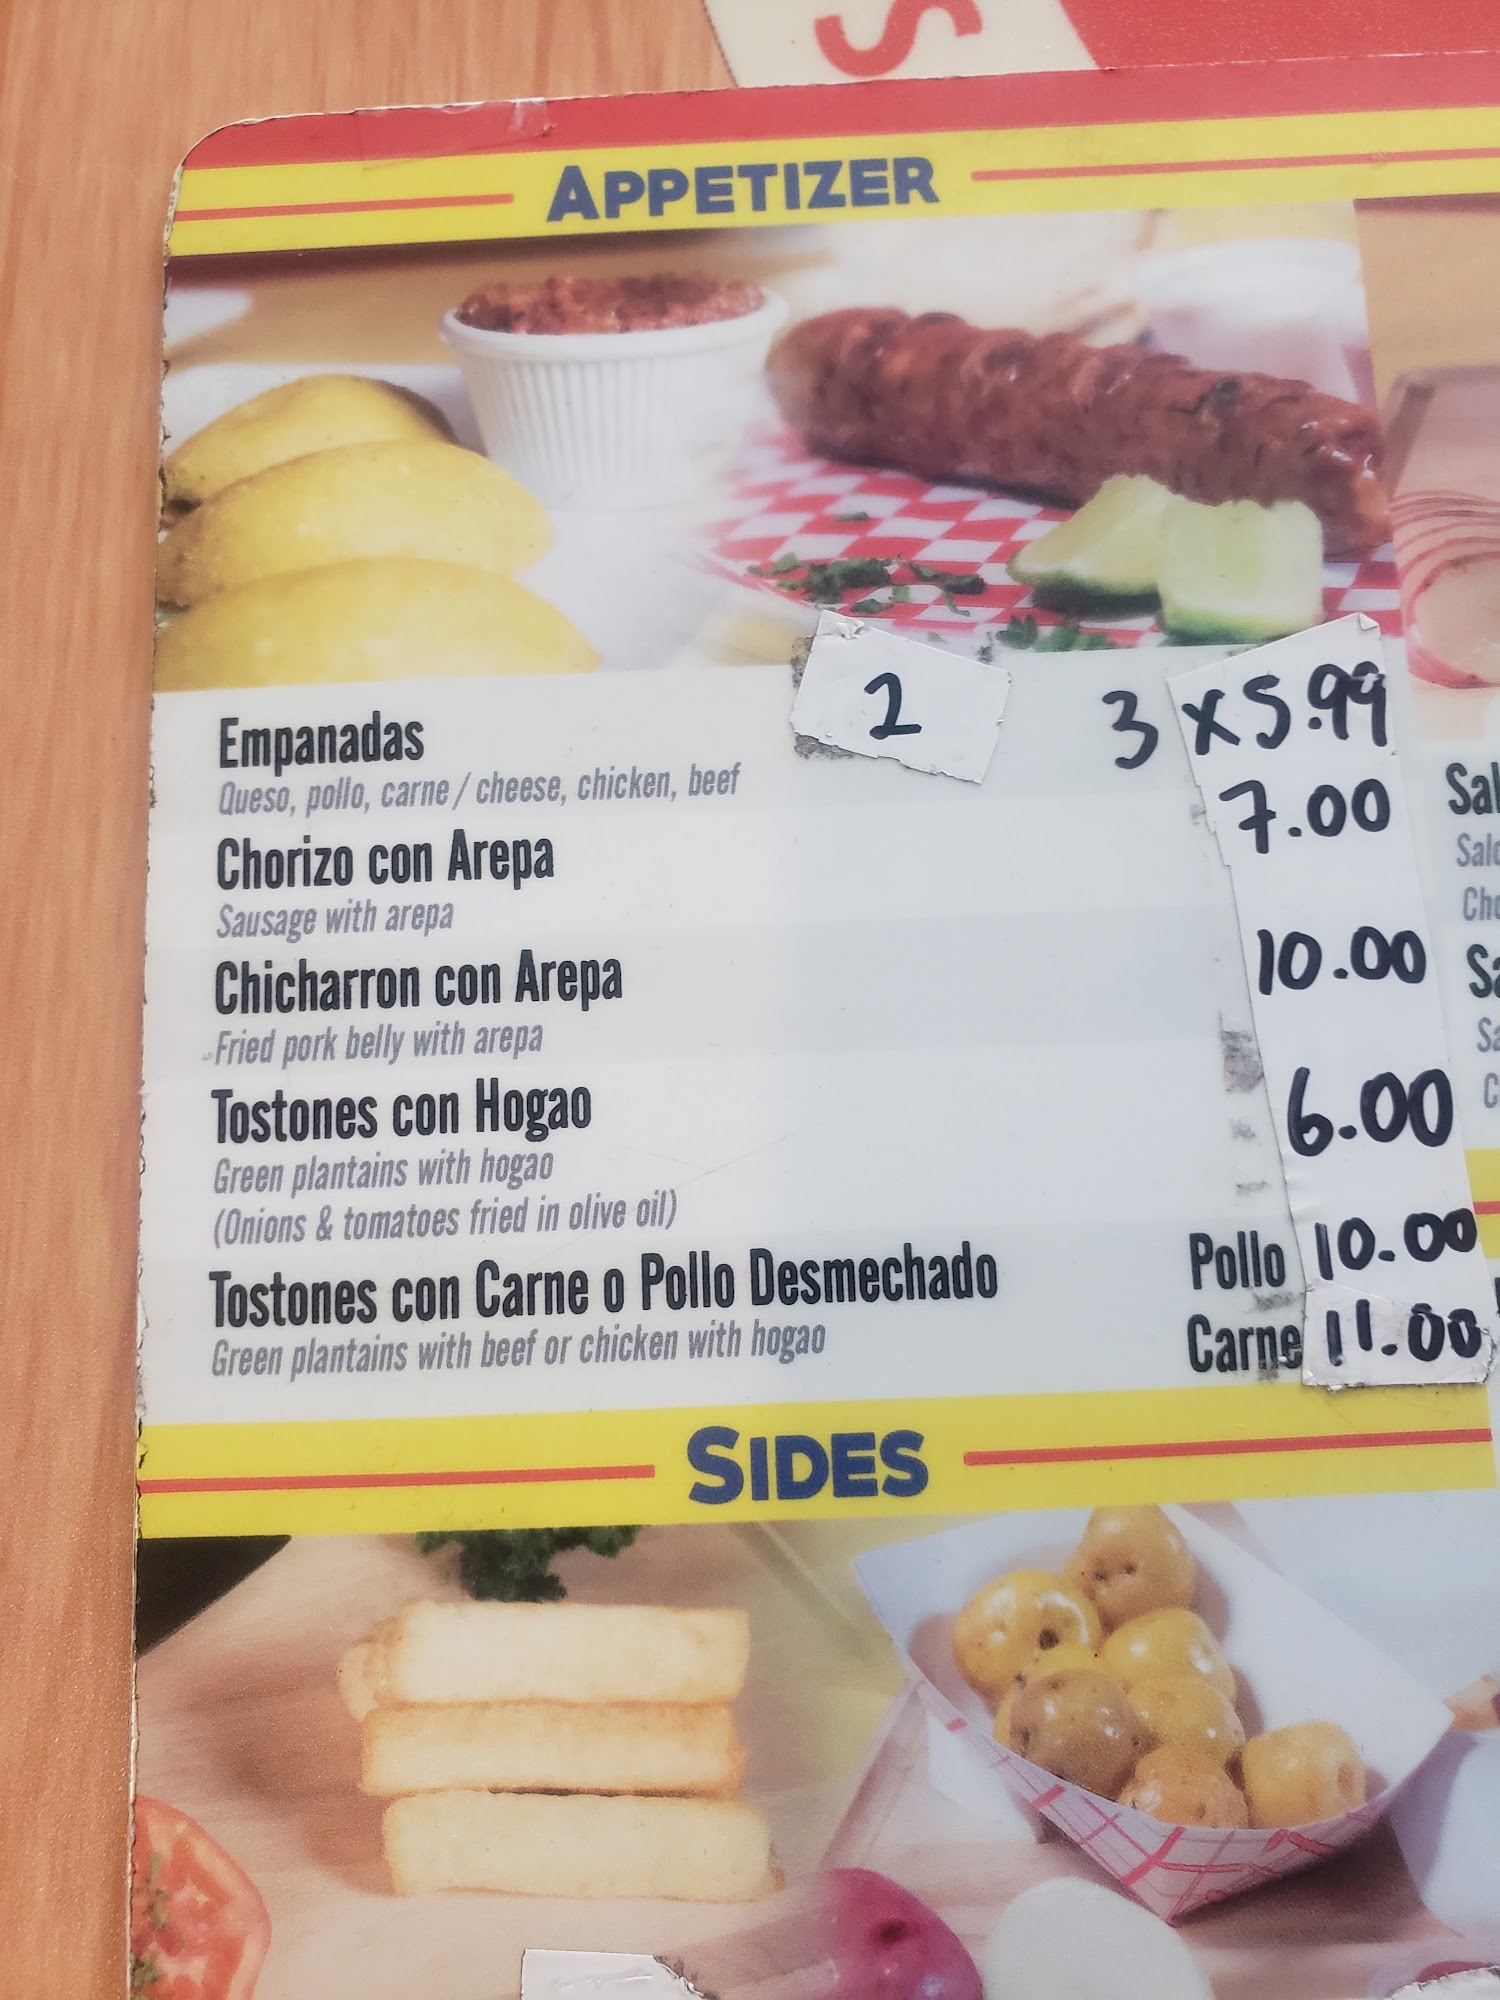 S
APPETIZER
Empanadas 2 3 x 5.99
Queso, pollo, carne / cheese, chicken, beef
Chorizo con Arepa 7.00
Sausage with arepa
Chicharron con Arepa 10.00
Fried pork belly with arepa
Tostones con Hogao 6.00
Green plantains with hogao
(Onions & tomatoes fried in olive oil)
Tostones con Carne o Pollo Desmechado Pollo 10.00
Green plantains with beef or chicken with hogao Carne 11.00
SIDES